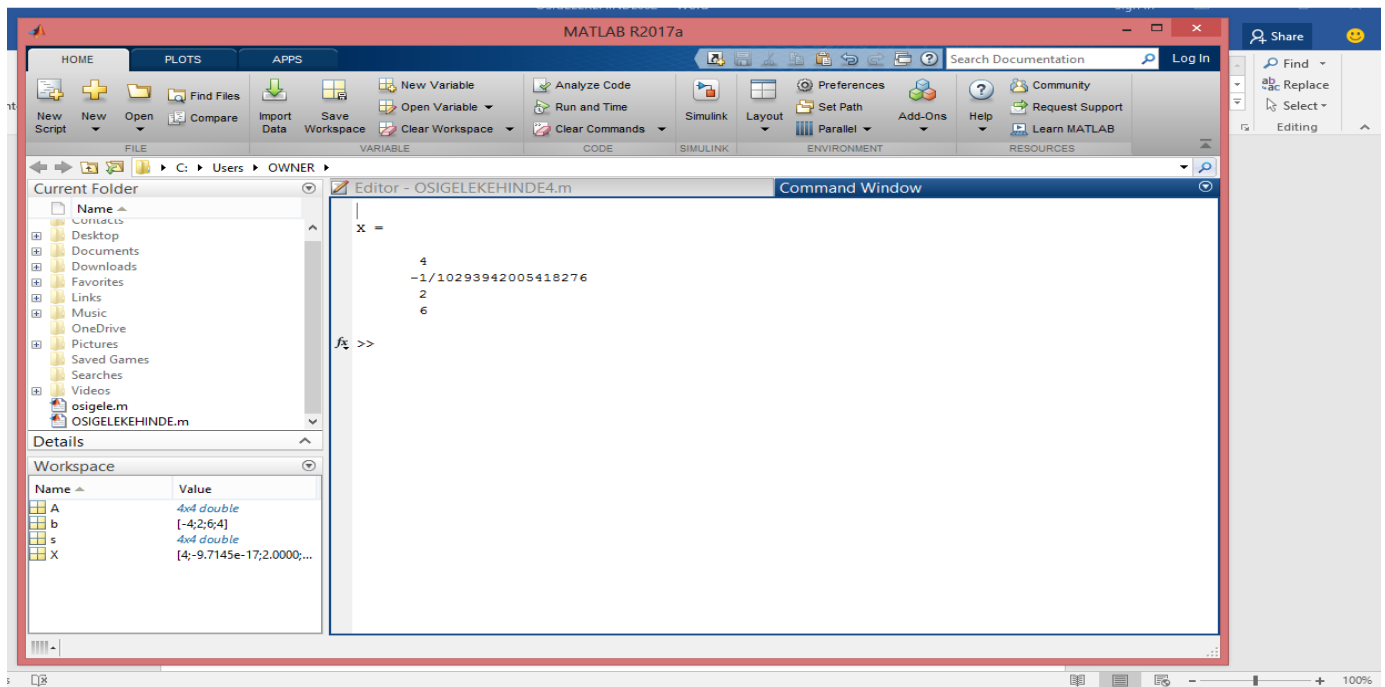 MATLAB R2017a
Share
HOME PLOTS APPS
Search Documentation
Log In
New Script
New
Open
Find Files
Compare
Import Data
Save Workspace
New Variable
Open Variable
Clear Workspace
Analyze Code
Run and Time
Clear Commands
Simulink
Layout
Preferences
Set Path
Parallel
Add-Ons
Help
Community
Request Support
Learn MATLAB
FILE VARIABLE CODE SIMULINK ENVIRONMENT RESOURCES
Find
Replace
Select
Editing
C: Users OWNER
Current Folder
Name
Contacts
Desktop
Documents
Downloads
Favorites
Links
Music
OneDrive
Pictures
Saved Games
Searches
Videos
osigele.m
OSIGELEKEHINDE.m
Details
Workspace
Name Value
A 4x4 double
b [-4;2;6;4]
s 4x4 double
X [4;-9.7145e-17;2.0000;...
Editor - OSIGELEKEHINDE4.m
Command Window
X =
4
-1/10293942005418276
2
6
fx >>
100%